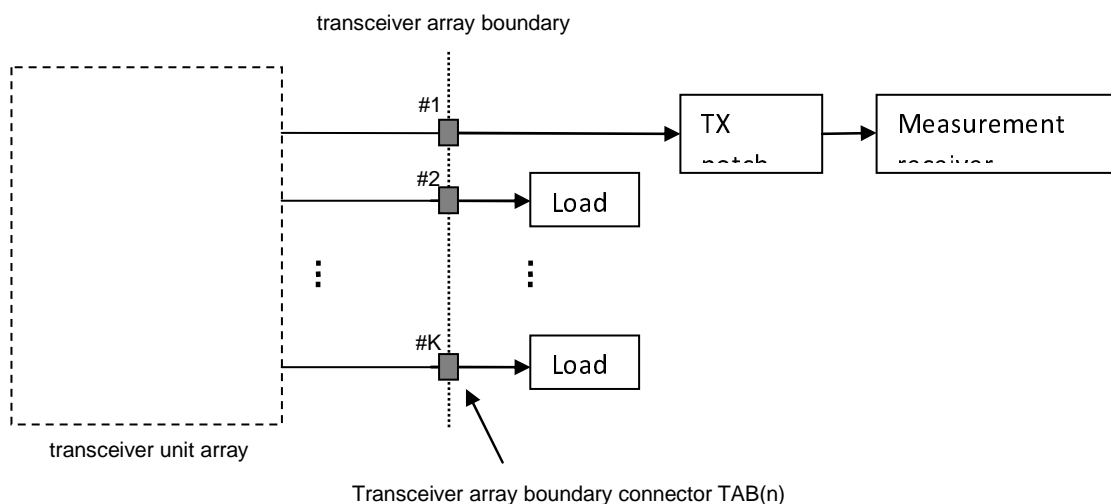 transceiver array boundary
#1
TX
Measurement
#2
Load
#K
Load
transceiver unit array
Transceiver array boundary connector TAB(n)